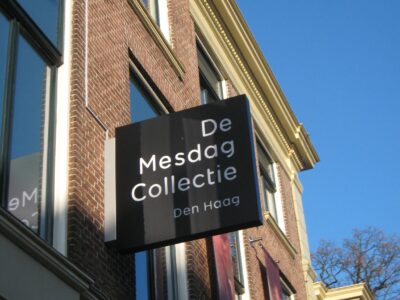 De
Mesdag
Collectie
Den Haag